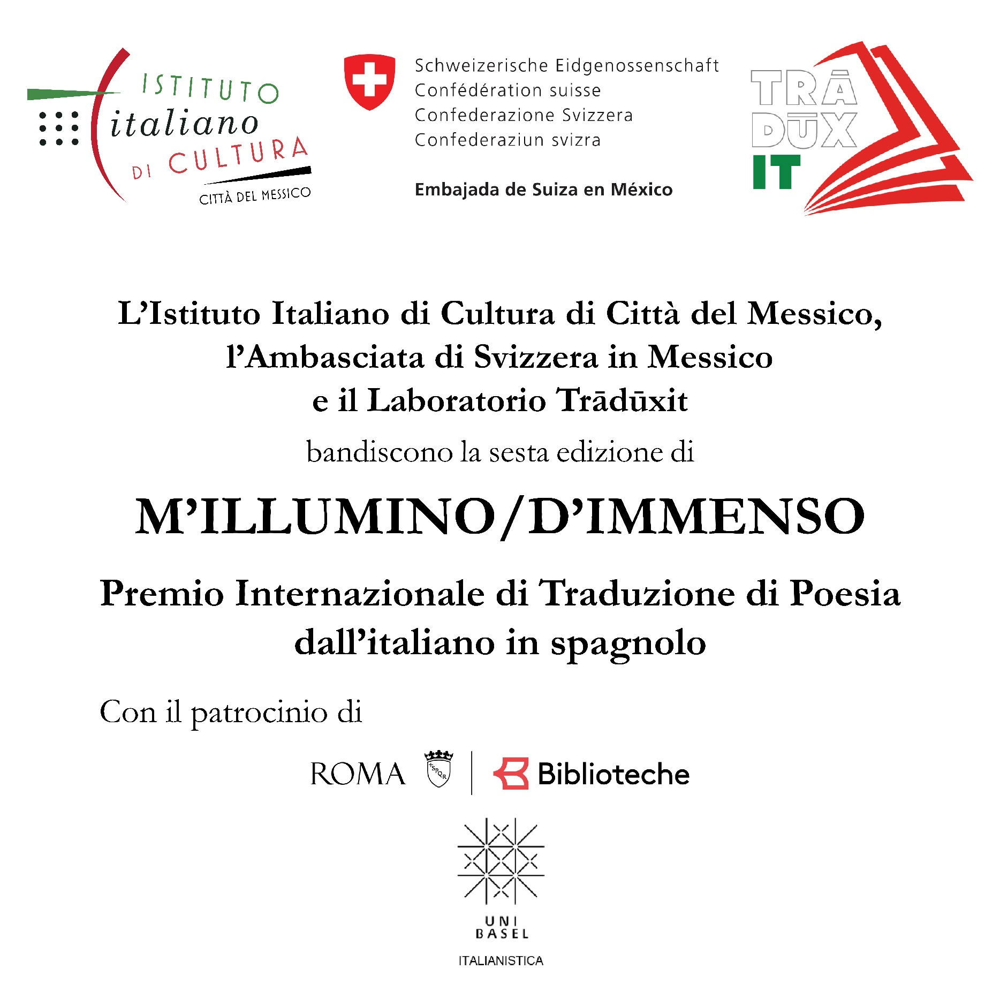 ISTITUTO
italiano
DI CULTURA
CITTÀ DEL MESSICO
Schweizerische Eidgenossenschaft
Confédération suisse
Confederazione Svizzera
Confederaziun svizra
Embajada de Suiza en México
TRĀ
DŪX
IT
L’Istituto Italiano di Cultura di Città del Messico,
l’Ambasciata di Svizzera in Messico
e il Laboratorio Trādūxit
bandiscono la sesta edizione di
M’ILLUMINO/D’IMMENSO
Premio Internazionale di Traduzione di Poesia
dall’italiano in spagnolo
Con il patrocinio di
ROMA
SPQR
Biblioteche
UNI
BASEL
ITALIANISTICA